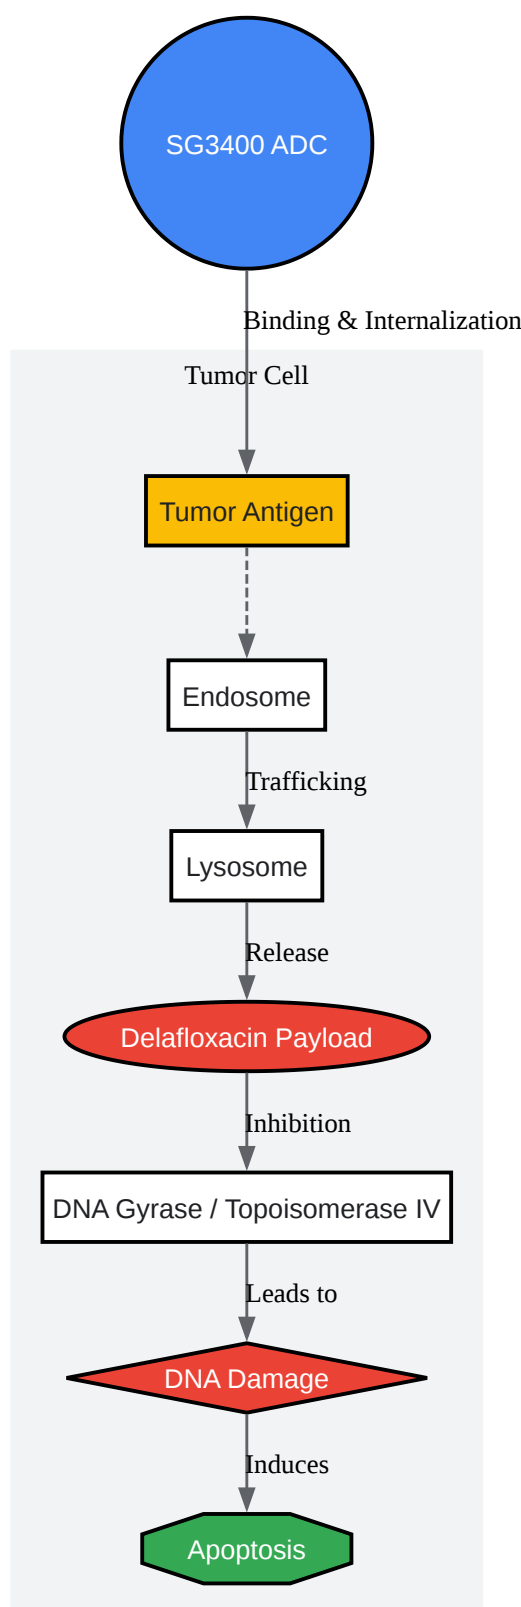 SG3400 ADC
Binding & Internalization
Tumor Cell
Tumor Antigen
Endosome
Trafficking
Lysosome
Release
Delafloxacin Payload
Inhibition
DNA Gyrase / Topoisomerase IV
Leads to
DNA Damage
Induces
Apoptosis